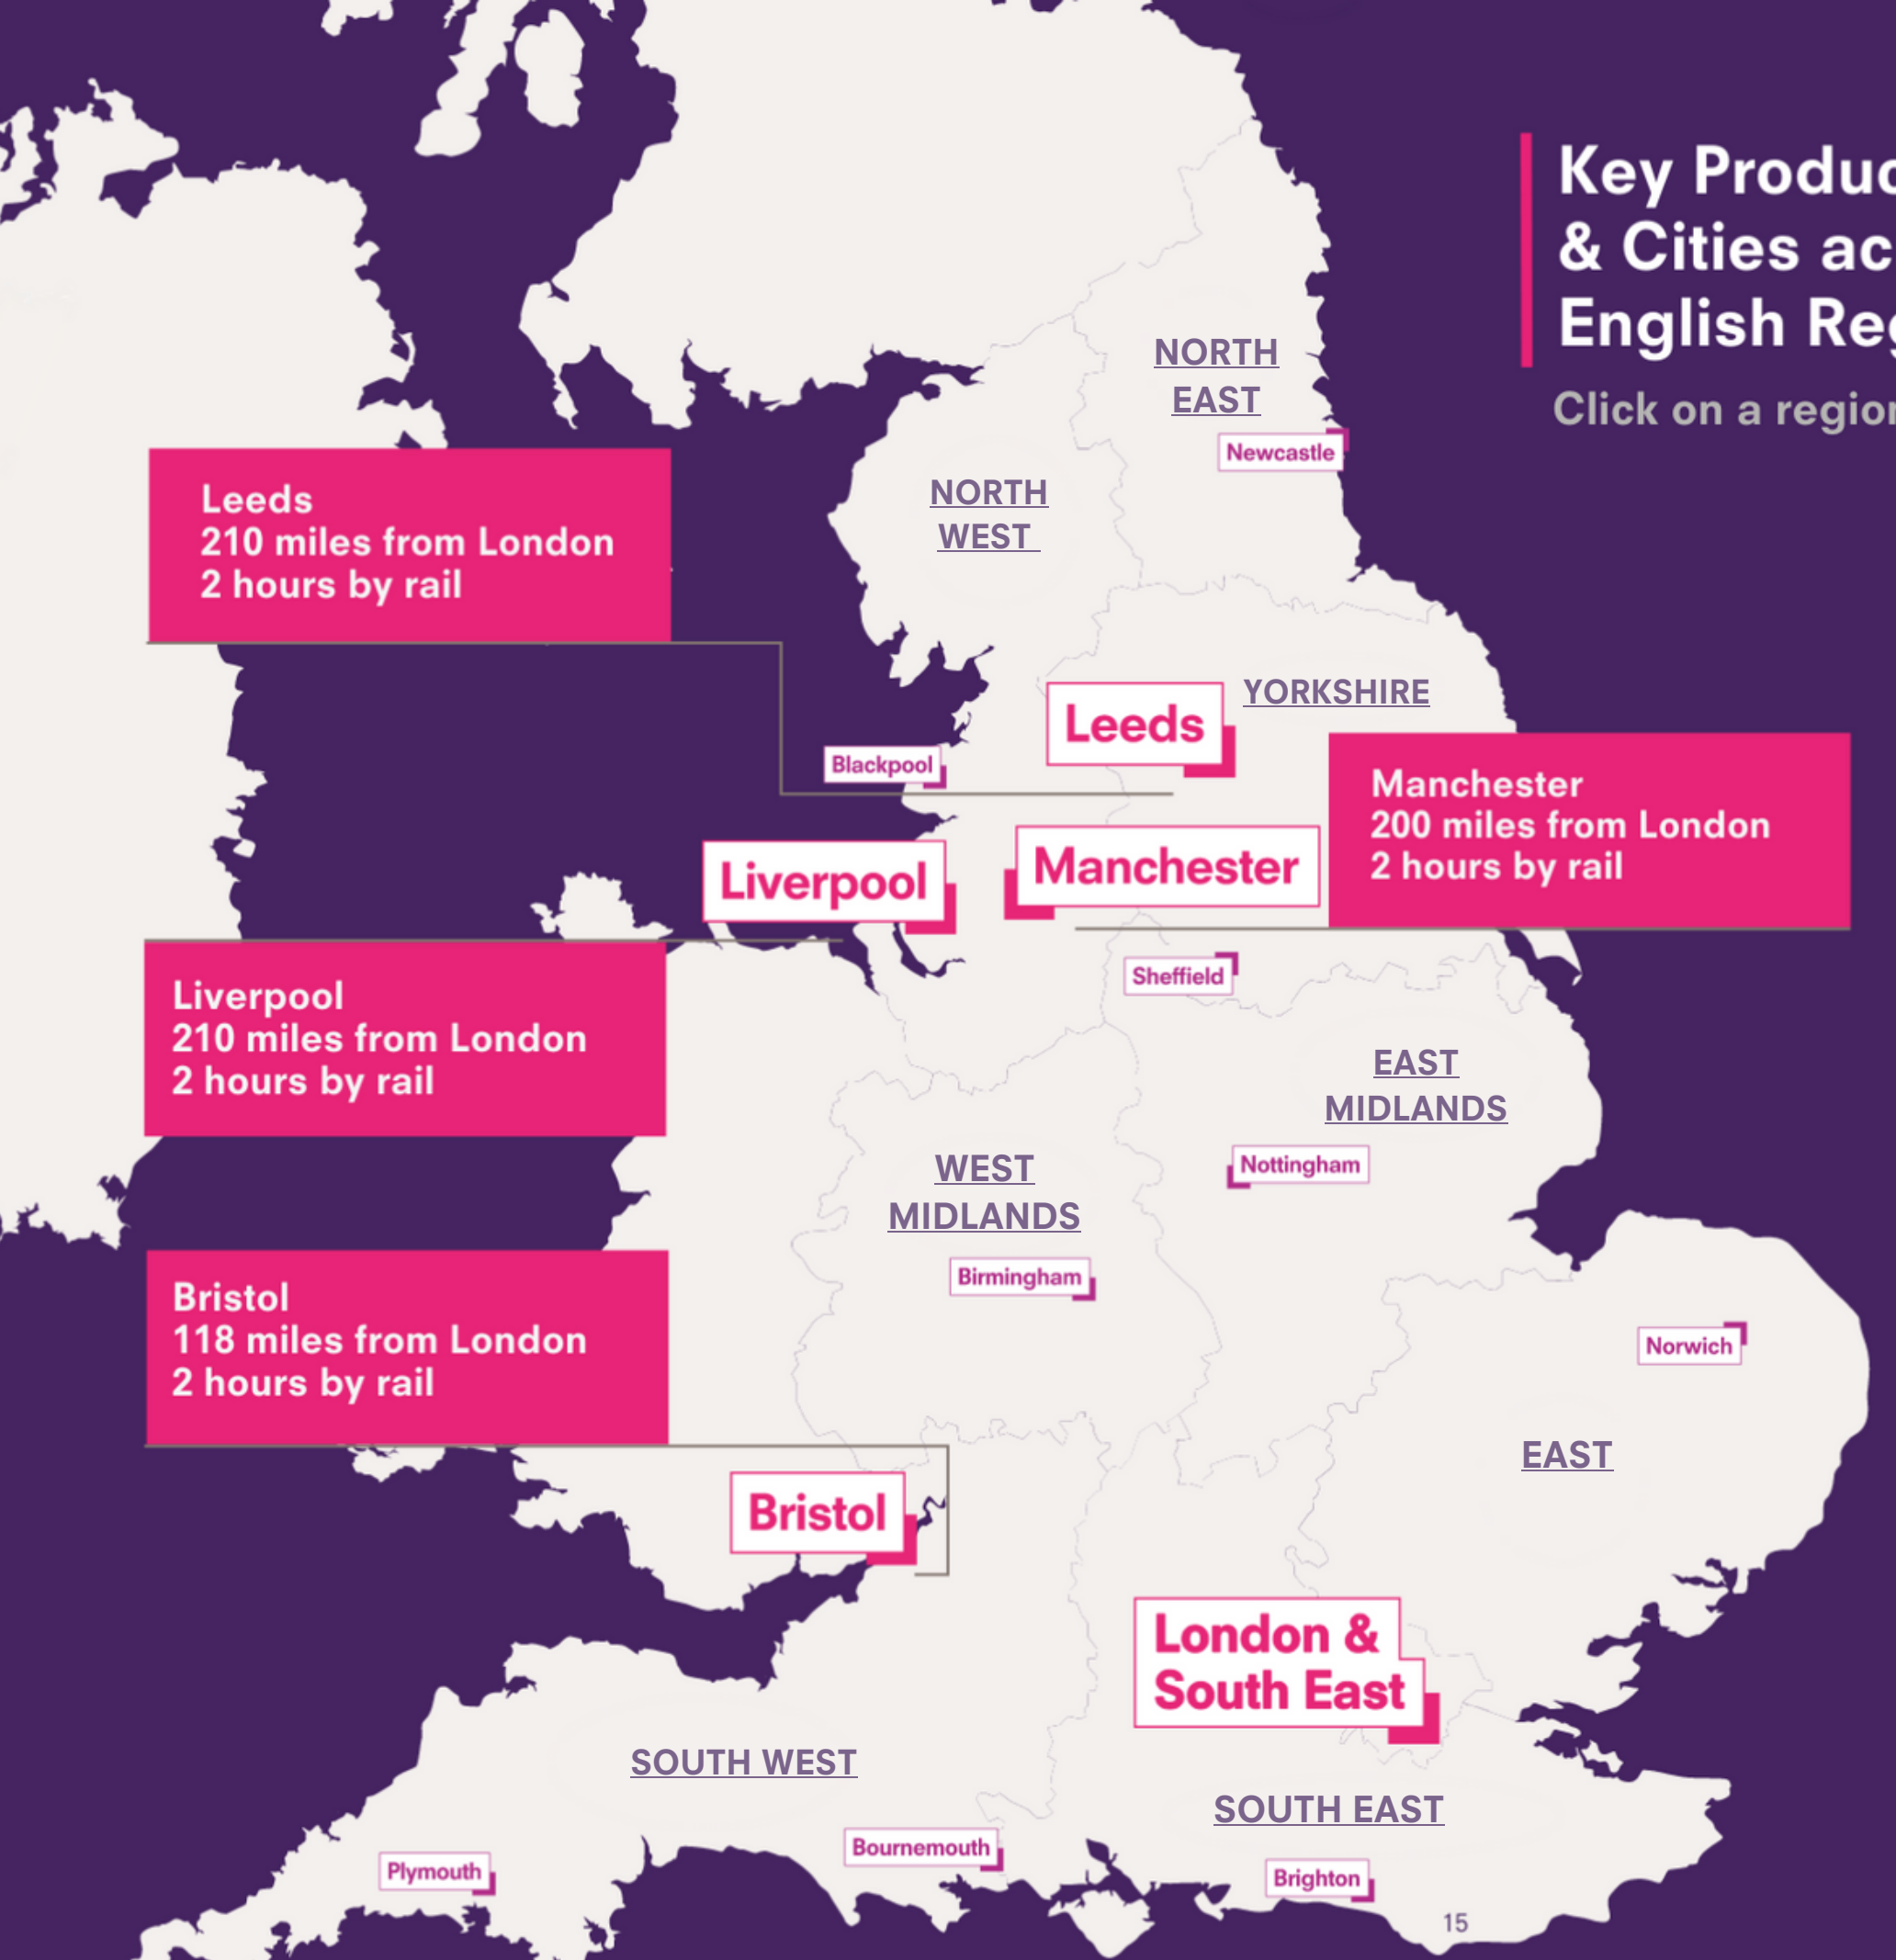 Key Produc
& Cities ac
English Reg
Click on a region
NORTH
EAST
Newcastle
NORTH
WEST
Leeds
210 miles from London
2 hours by rail
YORKSHIRE
Leeds
Blackpool
Manchester
200 miles from London
2 hours by rail
Manchester
Liverpool
Sheffield
Liverpool
210 miles from London
2 hours by rail
EAST
MIDLANDS
Nottingham
WEST
MIDLANDS
Birmingham
Bristol
118 miles from London
2 hours by rail
Norwich
EAST
Bristol
London &
South East
SOUTH WEST
SOUTH EAST
Bournemouth
Plymouth
Brighton
15